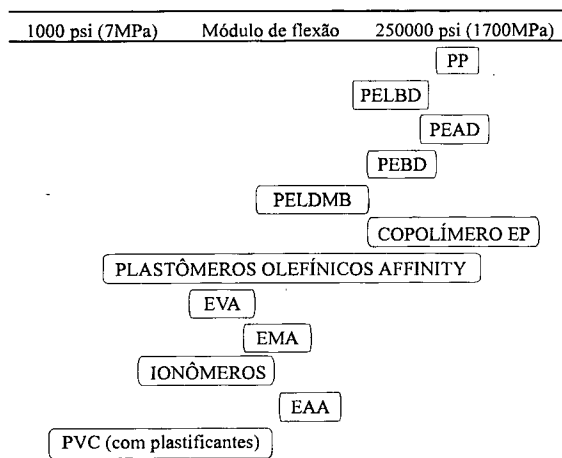 1000 psi (7MPa) Módulo de flexão 250000 psi (1700MPa)
PP
PELBD
PEAD
PEBD
PELDMB
COPOLÍMERO EP
PLASTÔMEROS OLEFÍNICOS AFFINITY
EVA
EMA
IONÔMEROS
EAA
PVC (com plastificantes)